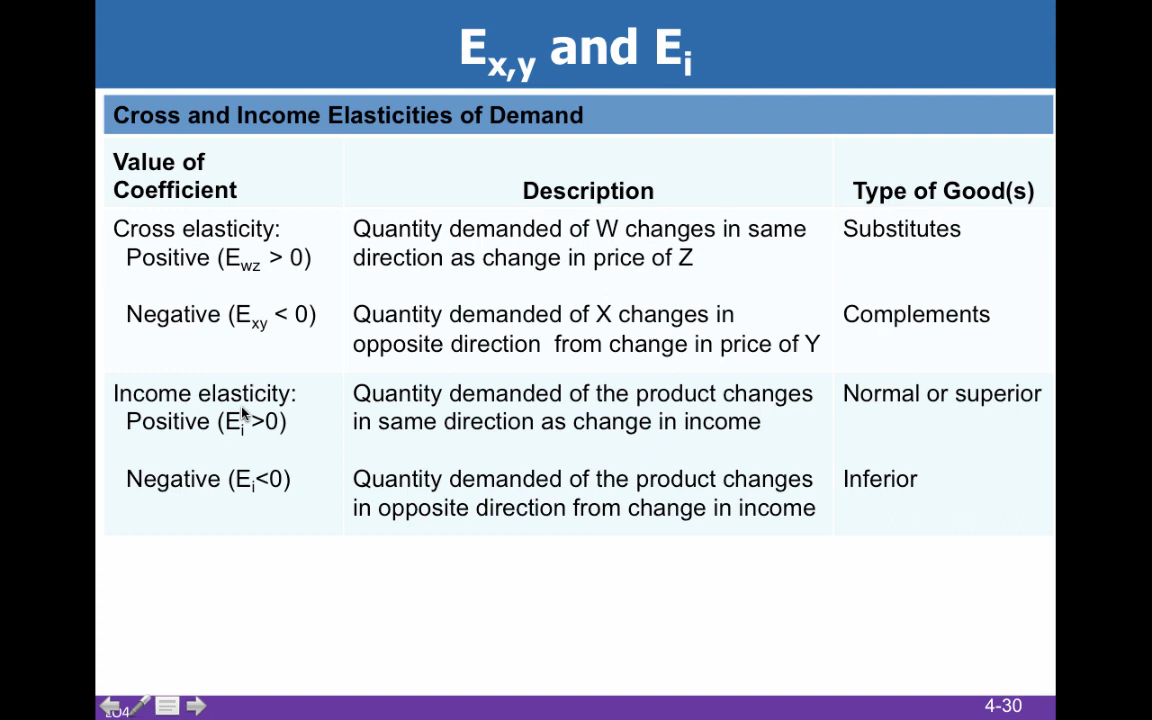 Ex,y and Ei
Cross and Income Elasticities of Demand
Value of
Coefficient
Description
Type of Good(s)
Cross elasticity:
Positive (Ewz > 0)
Quantity demanded of W changes in same
direction as change in price of Z
Substitutes
Negative (Exy < 0)
Quantity demanded of X changes in
opposite direction from change in price of Y
Complements
Income elasticity:
Positive (Ei >0)
Quantity demanded of the product changes
in same direction as change in income
Normal or superior
Negative (Ei<0)
Quantity demanded of the product changes
in opposite direction from change in income
Inferior
4-30